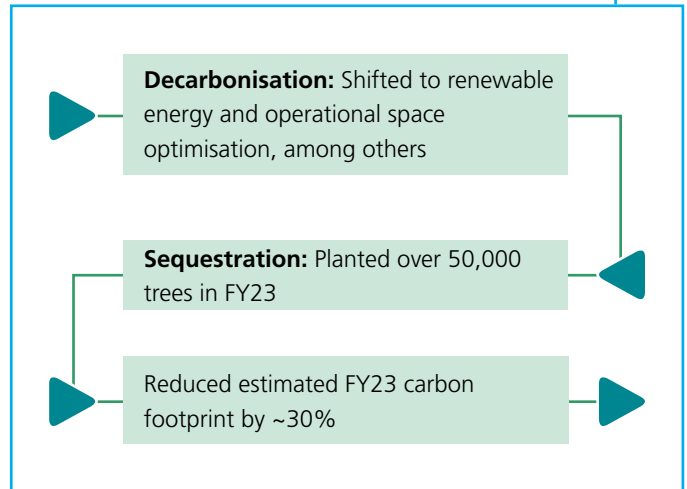 Decarbonisation: Shifted to renewable
energy and operational space
optimisation, among others
Sequestration: Planted over 50,000
trees in FY23
Reduced estimated FY23 carbon
footprint by ~30%